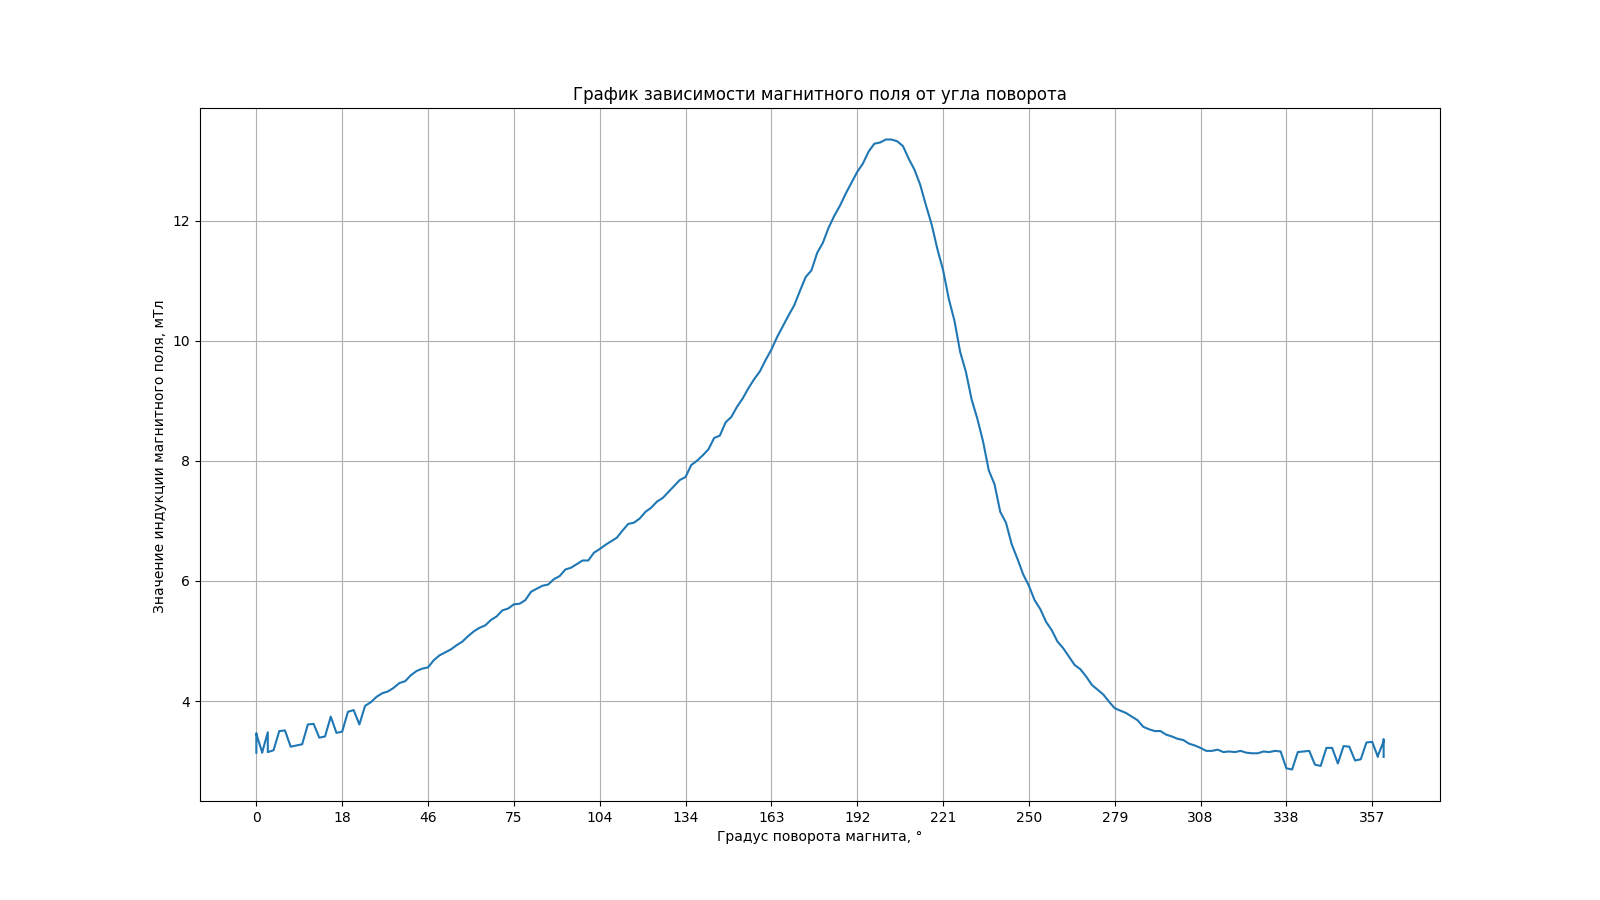 График зависимости магнитного поля от угла поворота
Значение индукции магнитного поля, мТл
12
10
8
6
4
0 18 46 75 104 134 163 192 221 250 279 308 338 357
Градус поворота магнита, °